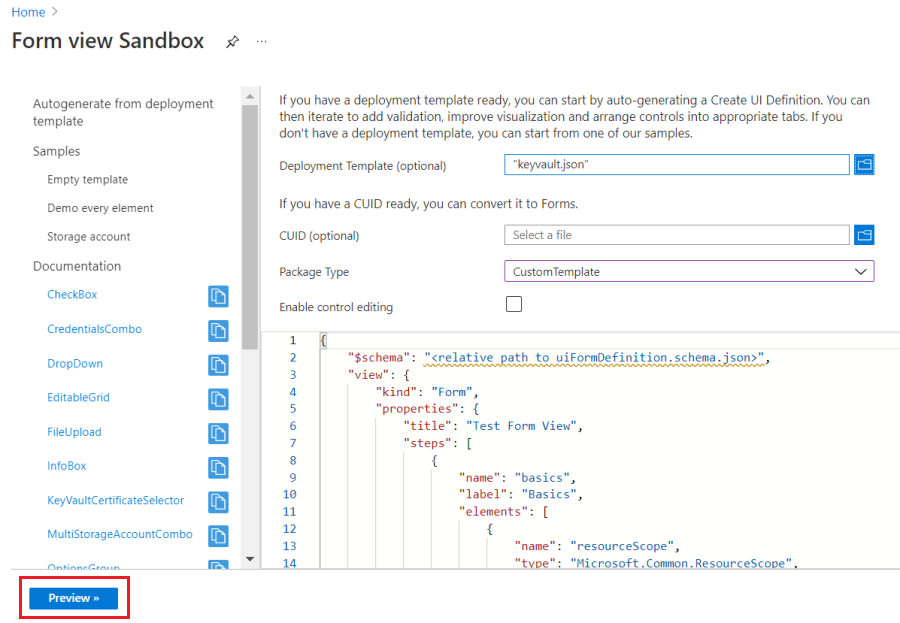 Home >
Form view Sandbox
...
Autogenerate from deployment
template
Samples
Empty template
Demo every element
Storage account
Documentation
CheckBox
CredentialsCombo
DropDown
EditableGrid
FileUpload
InfoBox
KeyVaultCertificateSelector
MultiStorageAccountCombo
OptionsGroup
If you have a deployment template ready, you can start by auto-generating a Create UI Definition. You can
then iterate to add validation, improve visualization and arrange controls into appropriate tabs. If you
don't have a deployment template, you can start from one of our samples.
Deployment Template (optional) "keyvault.json"
If you have a CUID ready, you can convert it to Forms.
CUID (optional) Select a file
Package Type CustomTemplate
Enable control editing
1 {
2 "$schema": "<relative path to uiFormDefinition.schema.json>",
3 "view": {
4 "kind": "Form",
5 "properties": {
6 "title": "Test Form View",
7 "steps": [
8 {
9 "name": "basics",
10 "label": "Basics",
11 "elements": [
12 {
13 "name": "resourceScope",
14 "type": "Microsoft.Common.ResourceScope",
Preview »